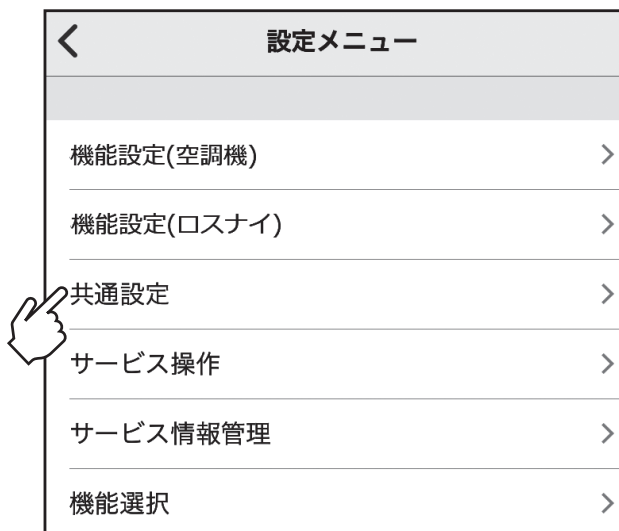 設定メニュー
機能設定(空調機)
機能設定(ロスナイ)
共通設定
サービス操作
サービス情報管理
機能選択